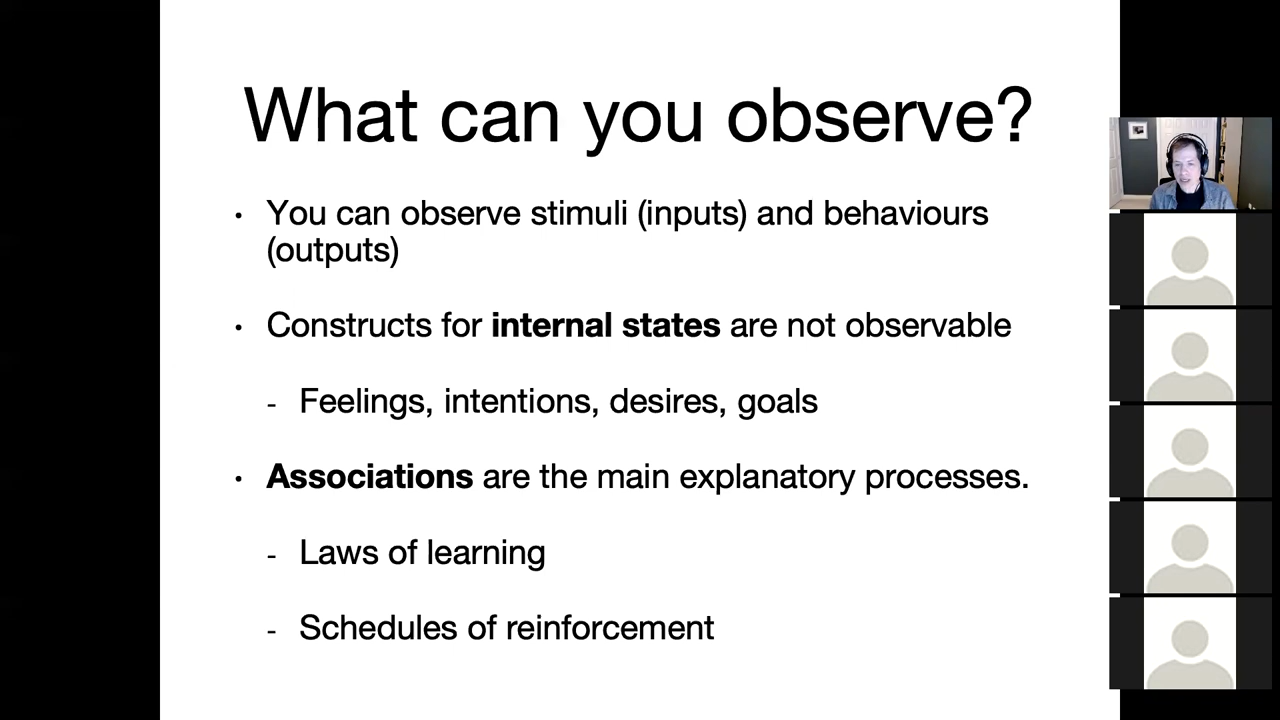 What can you observe?
• You can observe stimuli (inputs) and behaviours
(outputs)
• Constructs for internal states are not observable
- Feelings, intentions, desires, goals
• Associations are the main explanatory processes.
- Laws of learning
- Schedules of reinforcement